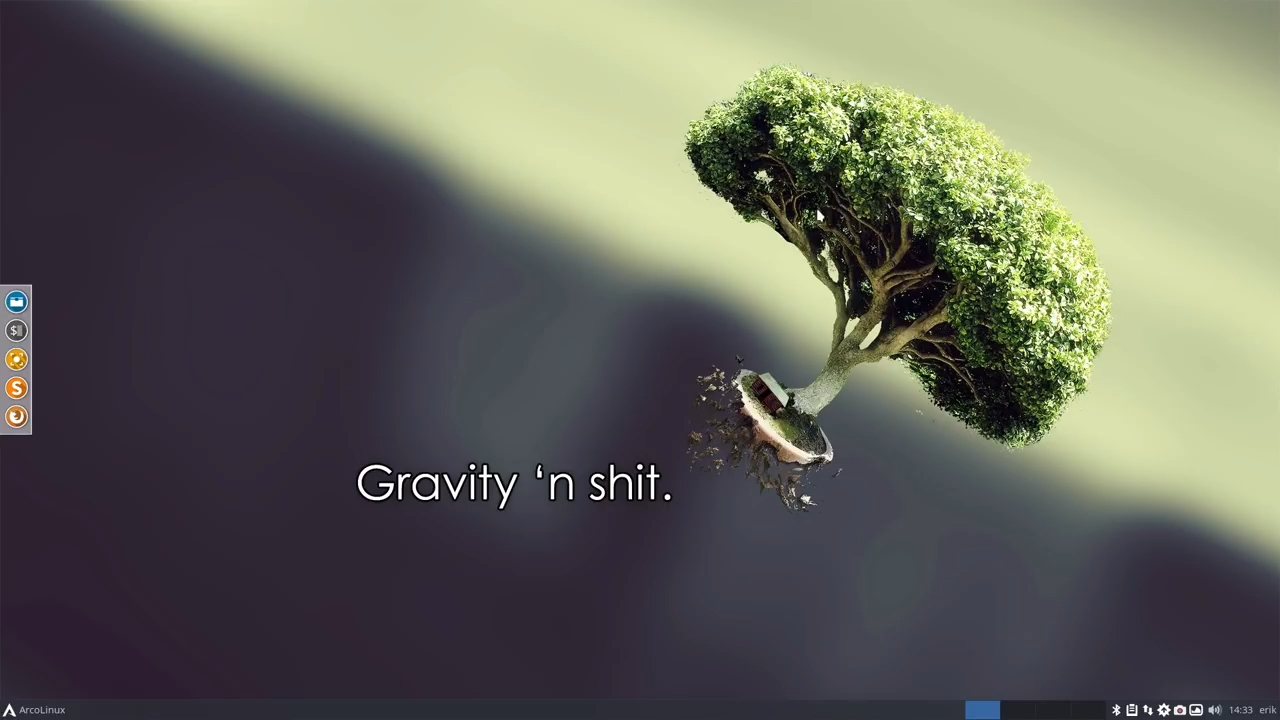 $
S
Gravity ‘n shit.
ArcoLinux
14:33 erik